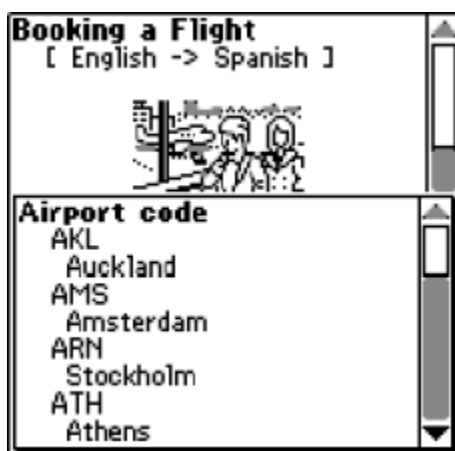 Booking a Flight
[ English -> Spanish ]
Airport code
AKL
Auckland
AMS
Amsterdam
ARN
Stockholm
ATH
Athens